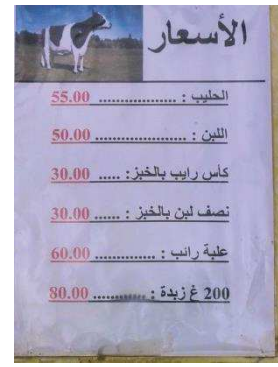 الأسعار
الحليب : .................. 55.00
اللبن : ..................... 50.00
كأس رايب بالخبز : ..... 30.00
نصف لبن بالخبز : ...... 30.00
علبة رائب : .............. 60.00
200 غ زبدة : ............ 80.00